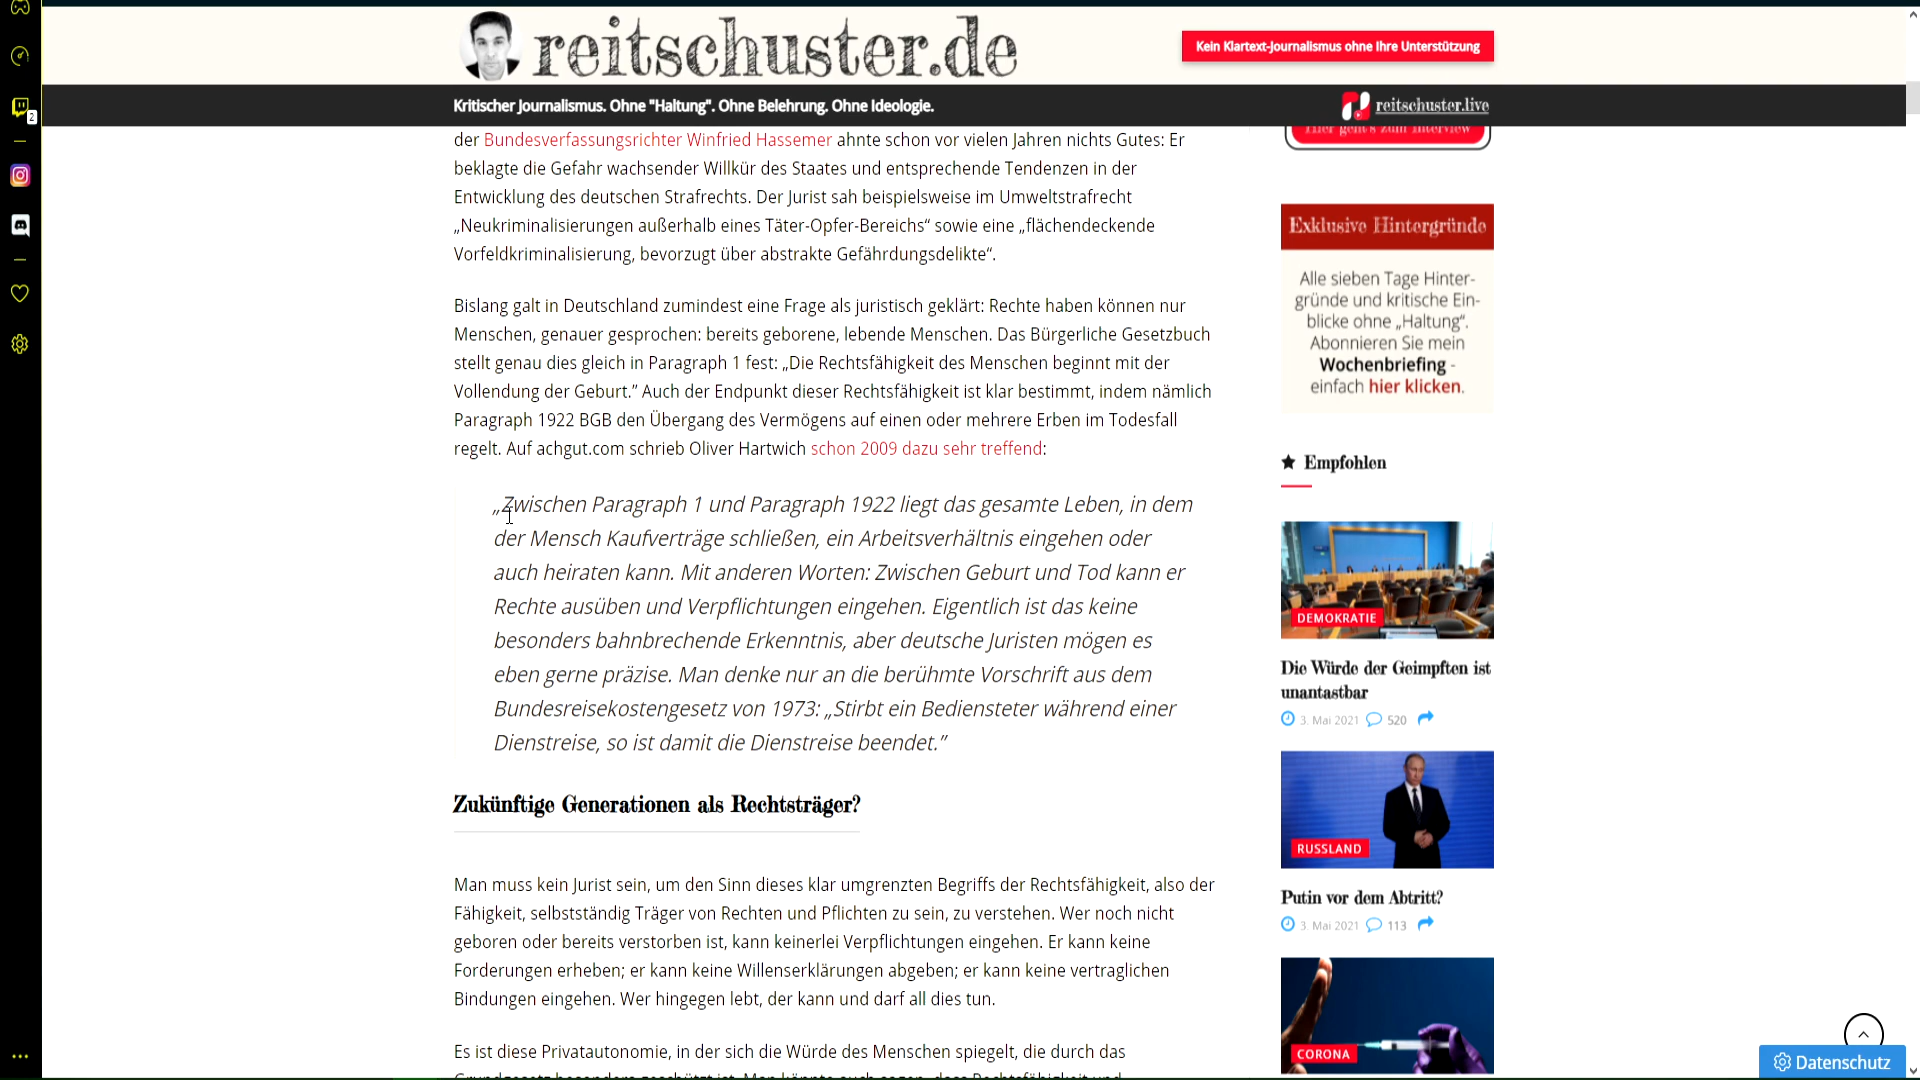 reitschuster.de
Kein Klartext-Journalismus ohne Ihre Unterstützung
Kritischer Journalismus. Ohne "Haltung". Ohne Belehrung. Ohne Ideologie.
reitschuster.live
2
der Bundesverfassungsrichter Winfried Hassemer ahnte schon vor vielen Jahren nichts Gutes: Er
beklagte die Gefahr wachsender Willkür des Staates und entsprechende Tendenzen in der
Entwicklung des deutschen Strafrechts. Der Jurist sah beispielsweise im Umweltstrafrecht
„Neukriminalisierungen außerhalb eines Täter-Opfer-Bereichs“ sowie eine „flächendeckende
Vorfeldkriminalisierung, bevorzugt über abstrakte Gefährdungsdelikte“.
Bislang galt in Deutschland zumindest eine Frage als juristisch geklärt: Rechte haben können nur
Menschen, genauer gesprochen: bereits geborene, lebende Menschen. Das Bürgerliche Gesetzbuch
stellt genau dies gleich in Paragraph 1 fest: „Die Rechtsfähigkeit des Menschen beginnt mit der
Vollendung der Geburt.” Auch der Endpunkt dieser Rechtsfähigkeit ist klar bestimmt, indem nämlich
Paragraph 1922 BGB den Übergang des Vermögens auf einen oder mehrere Erben im Todesfall
regelt. Auf achgut.com schrieb Oliver Hartwich schon 2009 dazu sehr treffend:
„Zwischen Paragraph 1 und Paragraph 1922 liegt das gesamte Leben, in dem
der Mensch Kaufverträge schließen, ein Arbeitsverhältnis eingehen oder
auch heiraten kann. Mit anderen Worten: Zwischen Geburt und Tod kann er
Rechte ausüben und Verpflichtungen eingehen. Eigentlich ist das keine
besonders bahnbrechende Erkenntnis, aber deutsche Juristen mögen es
eben gerne präzise. Man denke nur an die berühmte Vorschrift aus dem
Bundesreisekostengesetz von 1973: „Stirbt ein Bediensteter während einer
Dienstreise, so ist damit die Dienstreise beendet.”
Zukünftige Generationen als Rechtsträger?
Man muss kein Jurist sein, um den Sinn dieses klar umgrenzten Begriffs der Rechtsfähigkeit, also der
Fähigkeit, selbstständig Träger von Rechten und Pflichten zu sein, zu verstehen. Wer noch nicht
geboren oder bereits verstorben ist, kann keinerlei Verpflichtungen eingehen. Er kann keine
Forderungen erheben; er kann keine Willenserklärungen abgeben; er kann keine vertraglichen
Bindungen eingehen. Wer hingegen lebt, der kann und darf all dies tun.
Es ist diese Privatautonomie, in der sich die Würde des Menschen spiegelt, die durch das
Hier geht's zum Interview
Exklusive Hintergründe
Alle sieben Tage Hinter-
gründe und kritische Ein-
blicke ohne „Haltung“.
Abonnieren Sie mein
Wochenbriefing -
einfach hier klicken.
Empfohlen
DEMOKRATIE
Die Würde der Geimpften ist
unantastbar
3. Mai 2021 520
RUSSLAND
Putin vor dem Abtritt?
3. Mai 2021 113
CORONA
Datenschutz